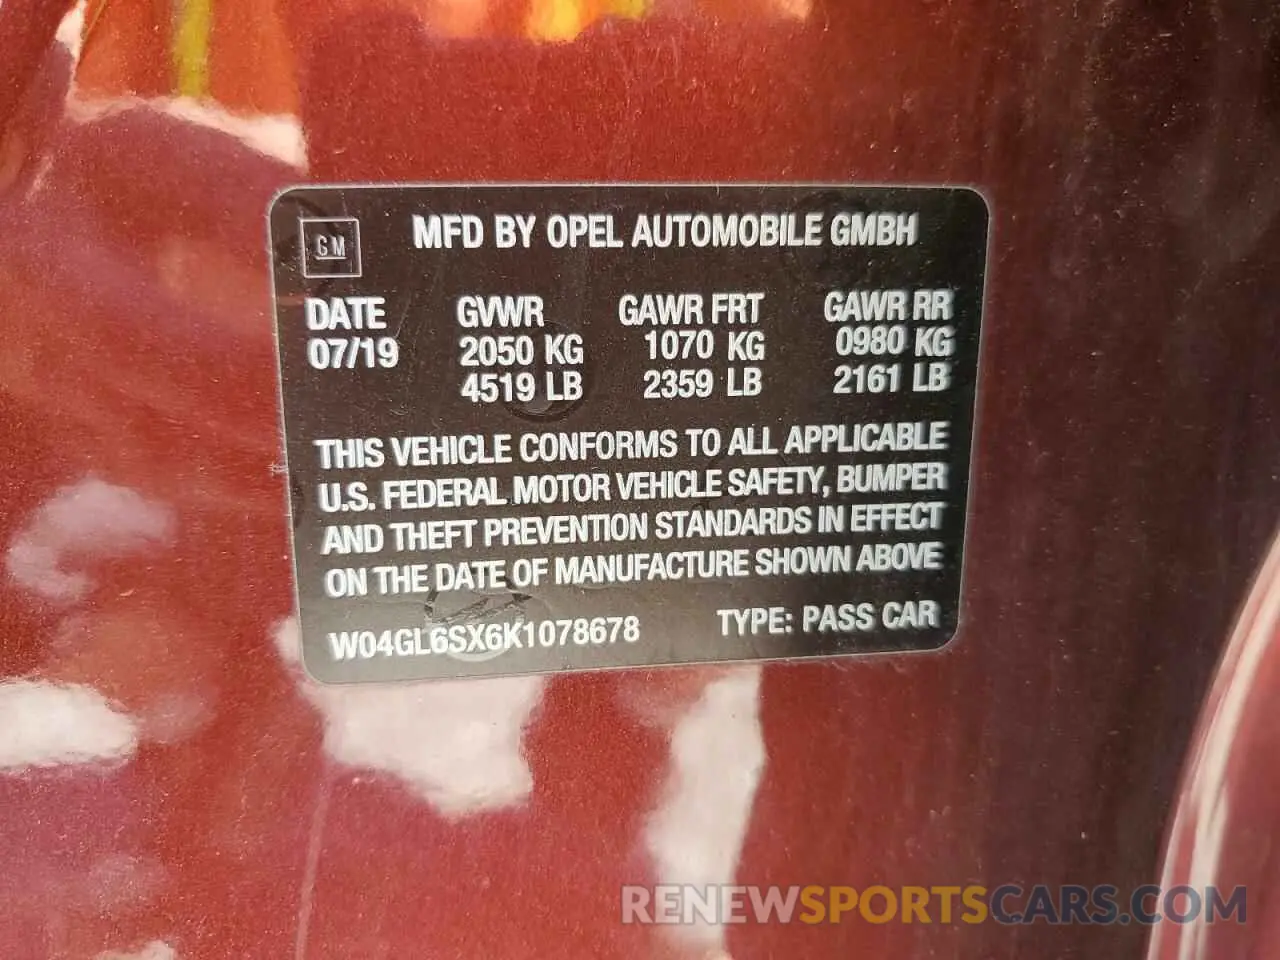 GM
MFD BY OPEL AUTOMOBILE GMBH
DATE GVWR GAWR FRT GAWR RR
07/19 2050 KG 1070 KG 0980 KG
4519 LB 2359 LB 2161 LB
THIS VEHICLE CONFORMS TO ALL APPLICABLE
U.S. FEDERAL MOTOR VEHICLE SAFETY, BUMPER
AND THEFT PREVENTION STANDARDS IN EFFECT
ON THE DATE OF MANUFACTURE SHOWN ABOVE
W04GL6SX6K1078678 TYPE: PASS CAR
RENEWSPORTSCARS.COM